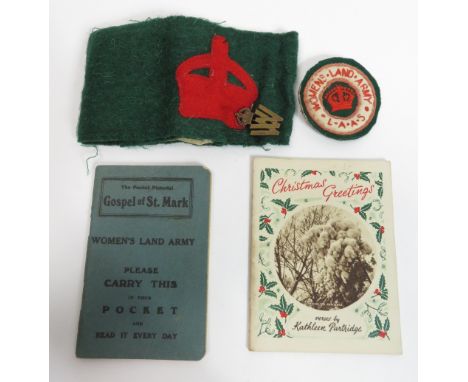 WOMENS · LAND · ARMY
L · A · A · S
The Pocket Pictorial
Gospel of St. Mark
WOMEN'S LAND ARMY
PLEASE
CARRY THIS
IN YOUR
POCKET
AND
READ IT EVERY DAY
Christmas Greetings
verses by
Kathleen Partridge